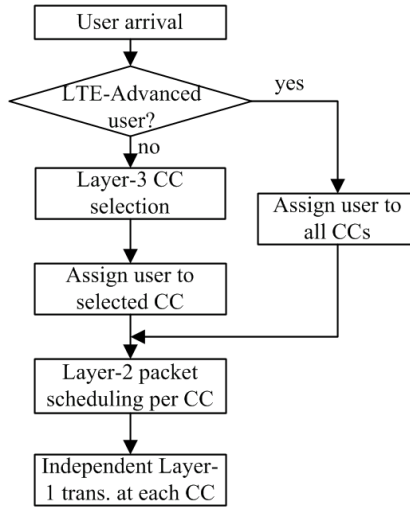 User arrival
LTE-Advanced
user?
yes
no
Layer-3 CC
selection
Assign user to
all CCs
Assign user to
selected CC
Layer-2 packet
scheduling per CC
Independent Layer-
1 trans. at each CC